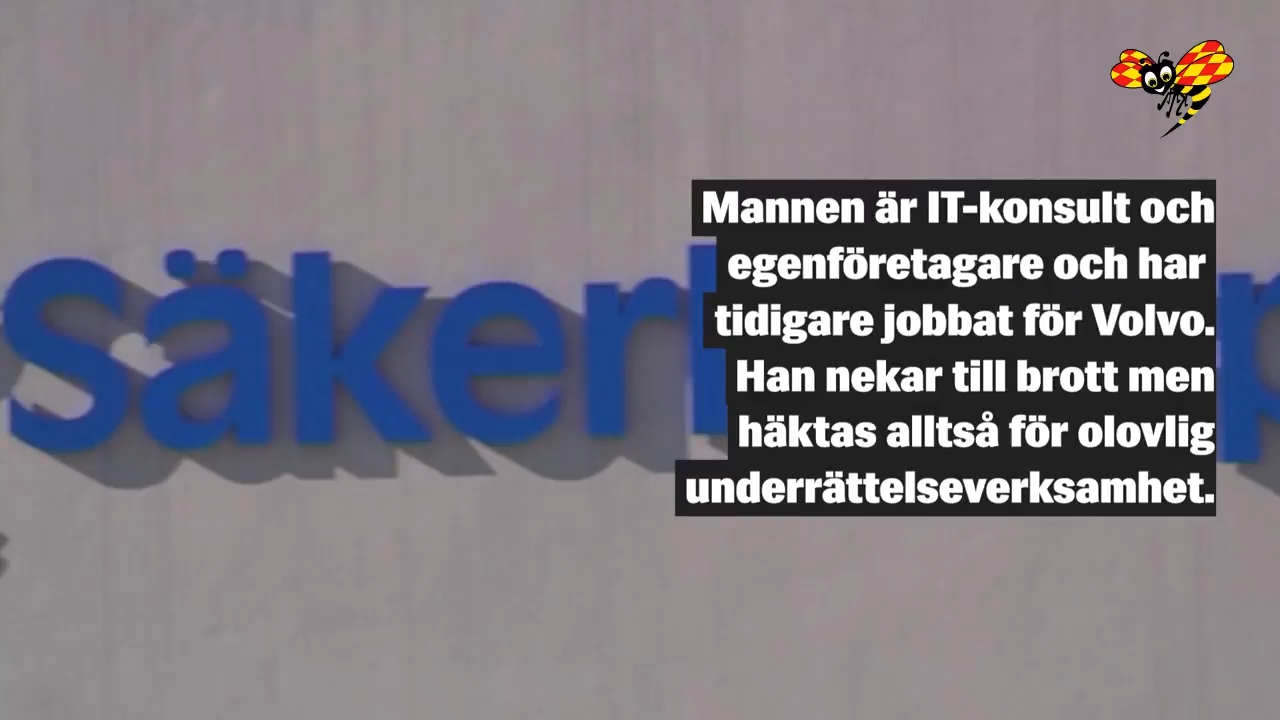 Säker
Mannen är IT-konsult och
egenföretagare och har
tidigare jobbat för Volvo.
Han nekar till brott men
häktas alltså för olovlig
underrättelseverksamhet.